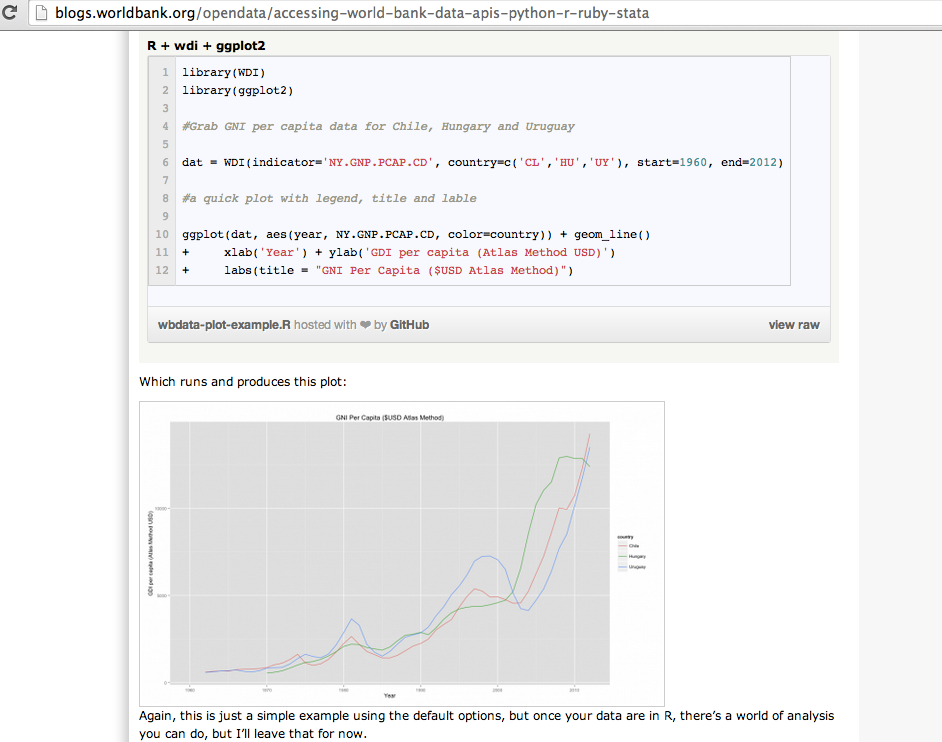 blogs.worldbank.org/opendata/accessing-world-bank-data-apis-python-r-ruby-stata
R + wdi + ggplot2
1 library(WDI)
2 library(ggplot2)
3
4 #Grab GNI per capita data for Chile, Hungary and Uruguay
5
6 dat = WDI(indicator='NY.GNP.PCAP.CD', country=c('CL','HU','UY'), start=1960, end=2012)
7
8 #a quick plot with legend, title and lable
9
10 ggplot(dat, aes(year, NY.GNP.PCAP.CD, color=country)) + geom_line()
11 + xlab('Year') + ylab('GDI per capita (Atlas Method USD)')
12 + labs(title = "GNI Per Capita ($USD Atlas Method)")
wbdata-plot-example.R hosted with ❤ by GitHub view raw
Which runs and produces this plot:
GNI Per Capita ($USD Atlas Method)
GDI per capita (Atlas Method USD)
10000
5000
0
1960 1970 1980 1990 2000 2010
Year
country
Chile
Hungary
Uruguay
Again, this is just a simple example using the default options, but once your data are in R, there's a world of analysis
you can do, but I'll leave that for now.